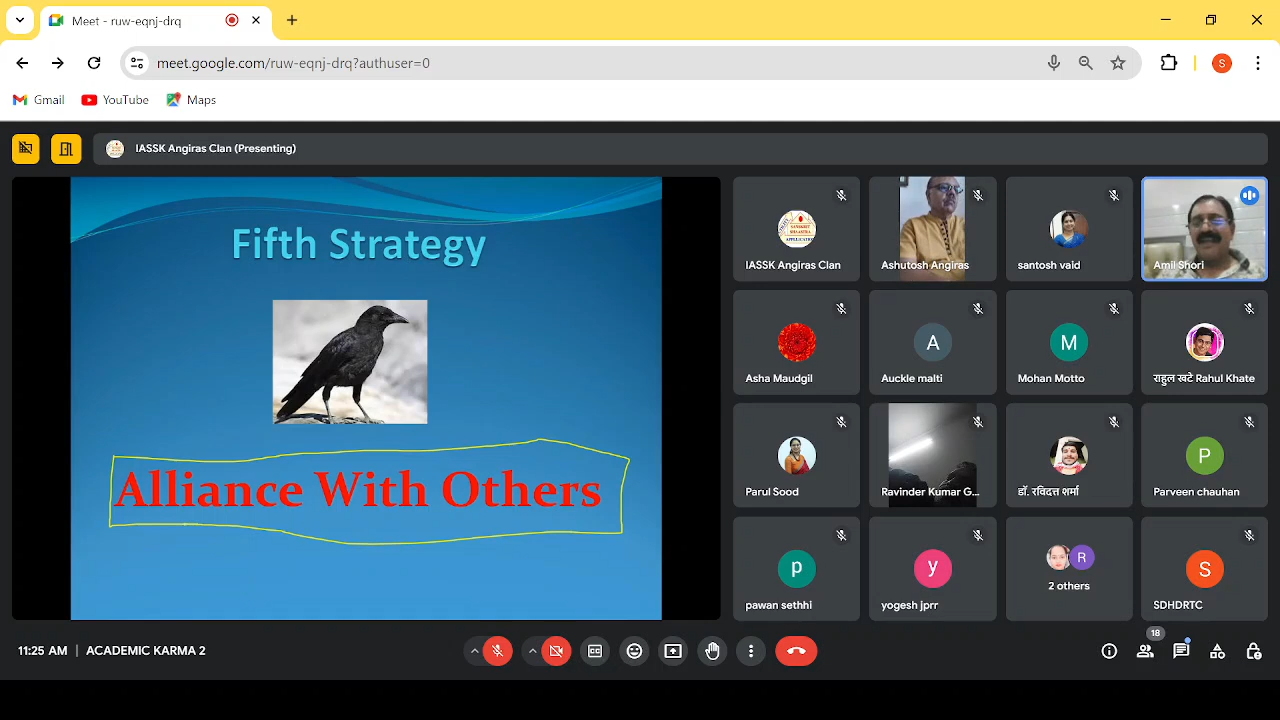 Meet - ruw-eqnj-drq
meet.google.com/ruw-eqnj-drq?authuser=0
S
Gmail
YouTube
Maps
IASSK Angiras Clan (Presenting)
Fifth Strategy
Alliance With Others
IASSK Angiras Clan
Ashutosh Angiras
santosh vaid
Amil Shori
Asha Maudgil
A
Auckle malti
M
Mohan Motto
राहुल खटे Rahul Khate
Parul Sood
Ravinder Kumar G...
डॉ. रविदत्त शर्मा
P
Parveen chauhan
p
pawan sethhi
y
yogesh jprr
R
2 others
S
SDHDRTC
11:25 AM
ACADEMIC KARMA 2
18